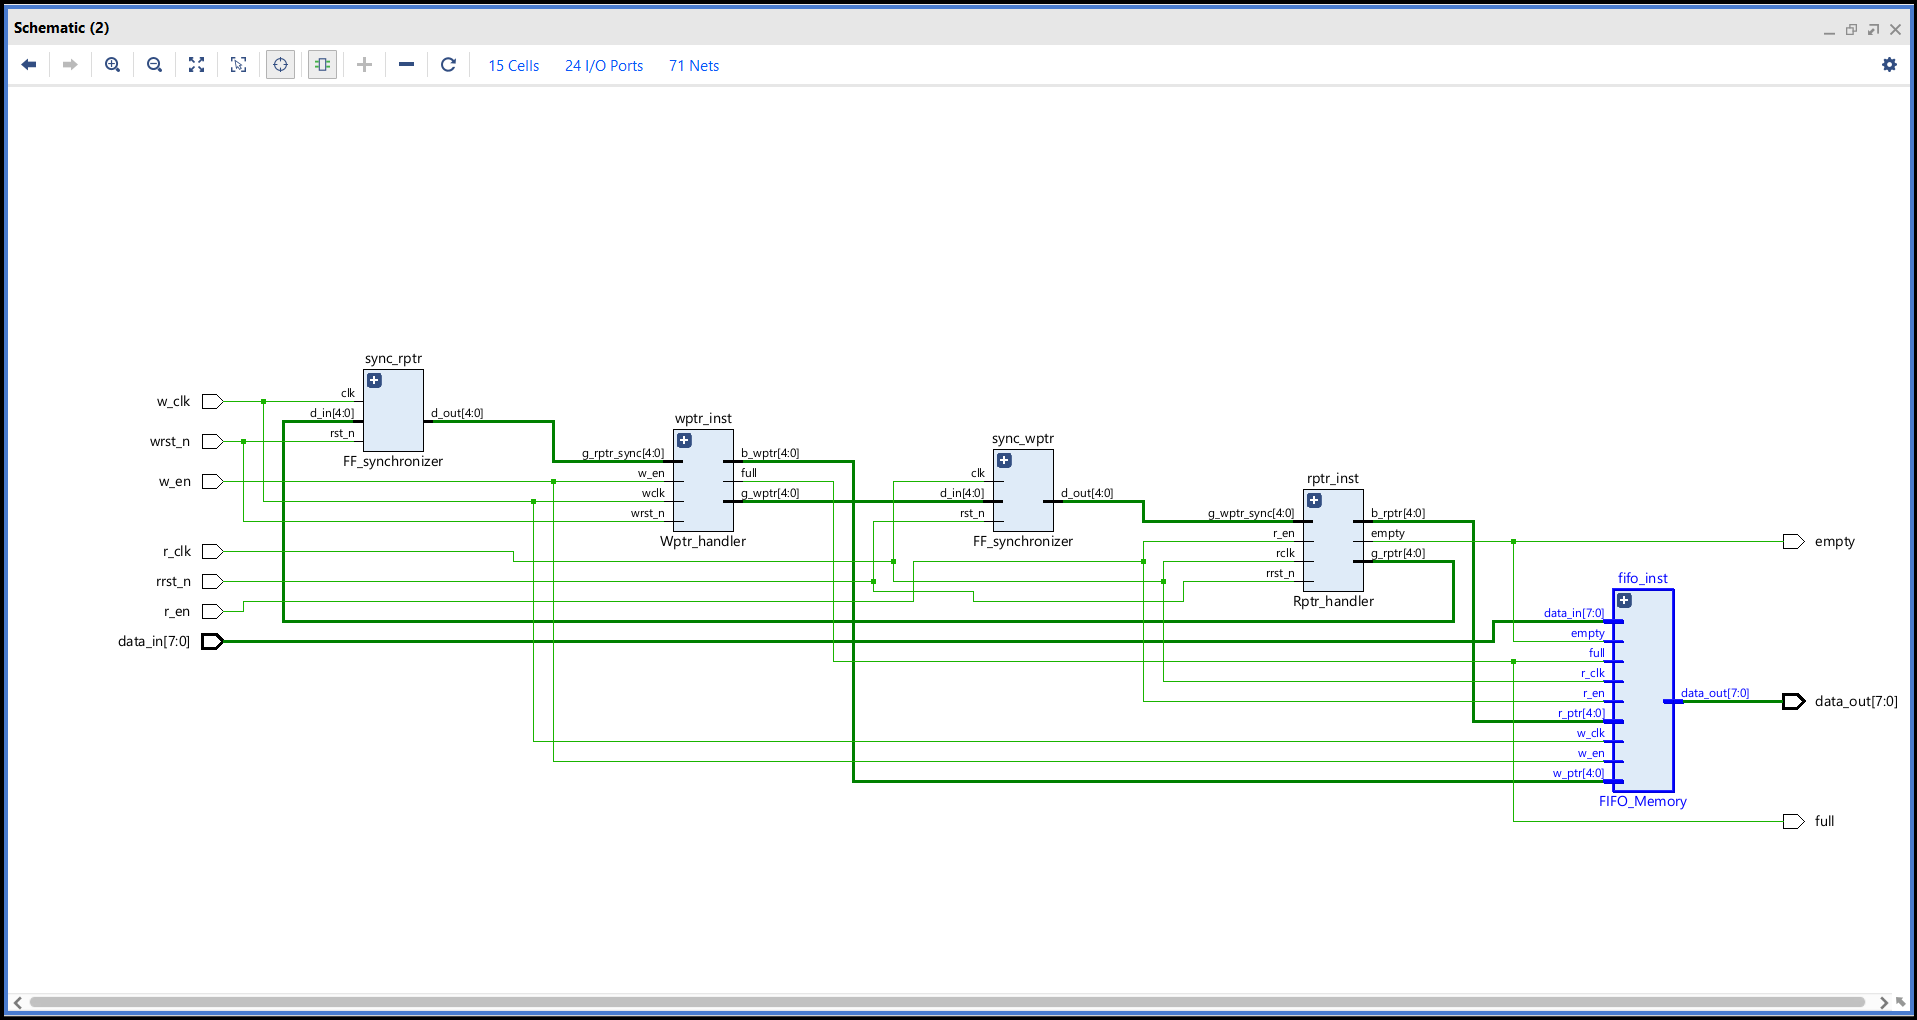 Schematic (2)
15 Cells 24 I/O Ports 71 Nets
w_clk
wrst_n
w_en
r_clk
rrst_n
r_en
data_in[7:0]
sync_rptr
clk
d_in[4:0]
rst_n
d_out[4:0]
FF_synchronizer
wptr_inst
g_rptr_sync[4:0]
w_en
wclk
wrst_n
b_wptr[4:0]
full
g_wptr[4:0]
Wptr_handler
sync_wptr
clk
d_in[4:0]
rst_n
d_out[4:0]
FF_synchronizer
rptr_inst
g_wptr_sync[4:0]
r_en
rclk
rrst_n
b_rptr[4:0]
empty
g_rptr[4:0]
Rptr_handler
fifo_inst
data_in[7:0]
empty
full
r_clk
r_en
r_ptr[4:0]
w_clk
w_en
w_ptr[4:0]
data_out[7:0]
FIFO_Memory
empty
data_out[7:0]
full